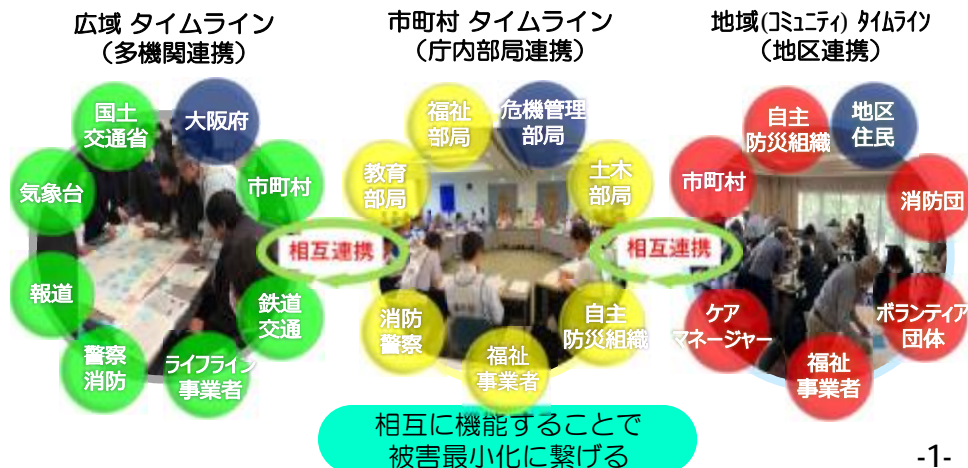 広域 タイムライン
（多機関連携）
国土
交通省
大阪府
気象台
市町村
報道
鉄道
交通
警察
消防
ライフライン
事業者
相互連携
市町村 タイムライン
（庁内部局連携）
福祉
部局
危機管理
部局
教育
部局
土木
部局
消防
警察
自主
防災組織
福祉
事業者
相互連携
地域(ｺﾐｭﾆﾃｨ) ﾀｲﾑﾗｲﾝ
（地区連携）
自主
防災組織
地区
住民
市町村
消防団
ケア
マネージャー
ボランティア
団体
福祉
事業者
相互に機能することで
被害最小化に繋げる
-1-